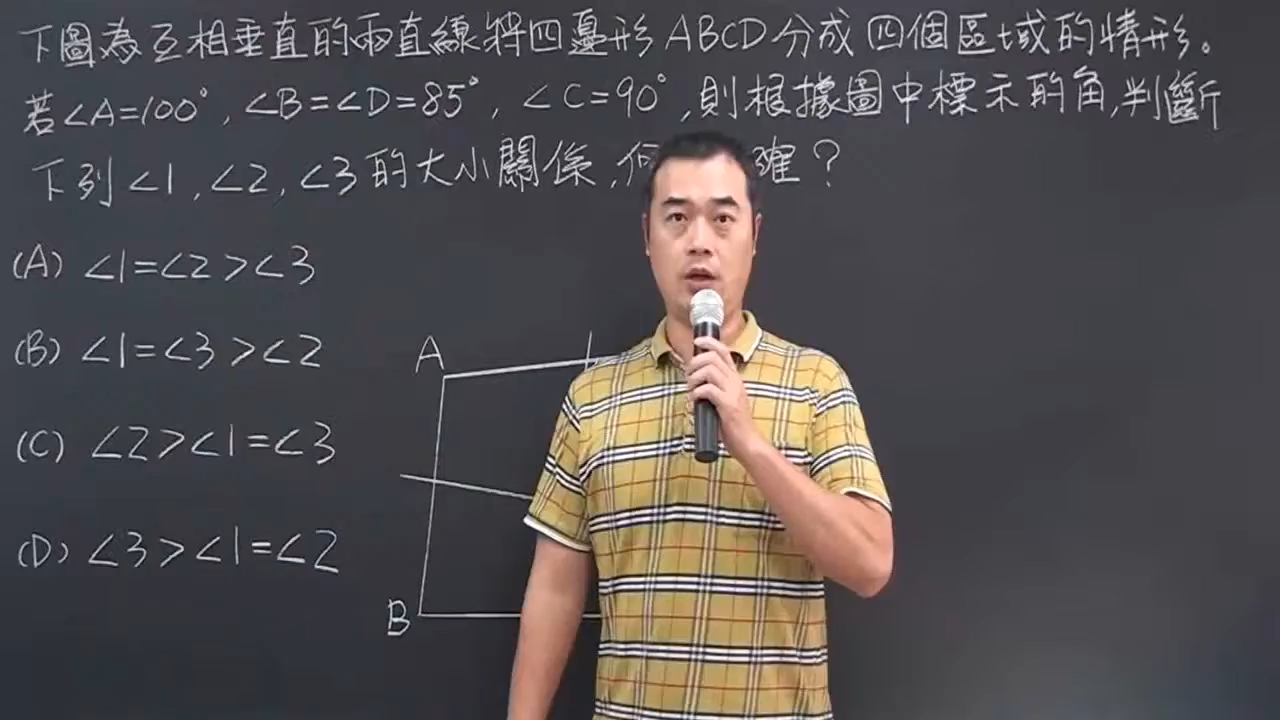 下圖為互相垂直的兩直線將四邊形ABCD分成四個區域的情形。
若∠A=100°,∠B=∠D=85°,∠C=90°,則根據圖中標示的角,判斷
下列∠1,∠2,∠3的大小關係,何 確?
(A) ∠1=∠2>∠3
(B) ∠1=∠3>∠2
(C) ∠2>∠1=∠3
(D) ∠3>∠1=∠2
A
B